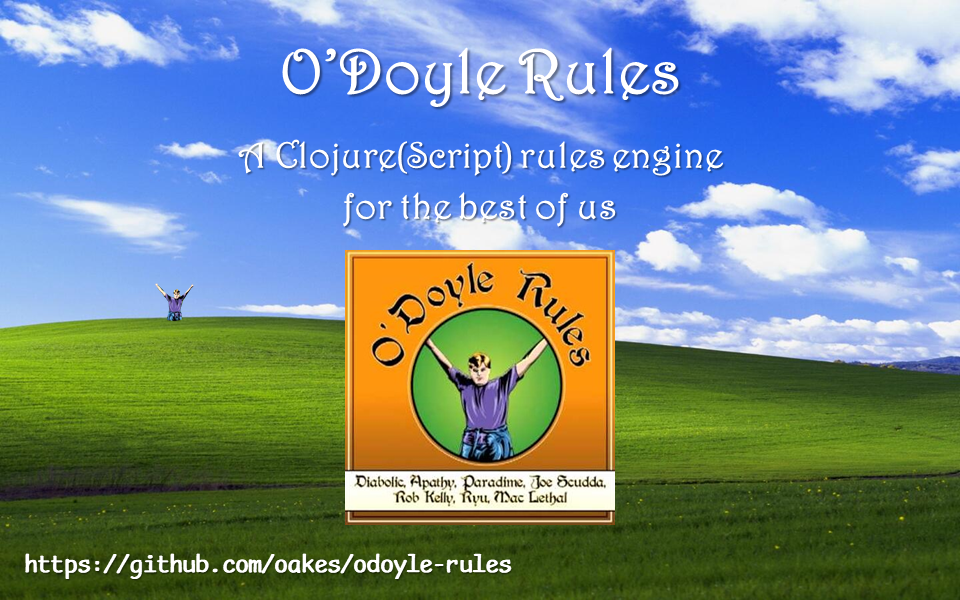 O'Doyle Rules
A Clojure(Script) rules engine
for the best of us
O'Doyle Rules
Diabolic, Apathy, Paradime, Joe Scudda,
Rob Kelly, Ryu, Mac Lethal
https://github.com/oakes/odoyle-rules